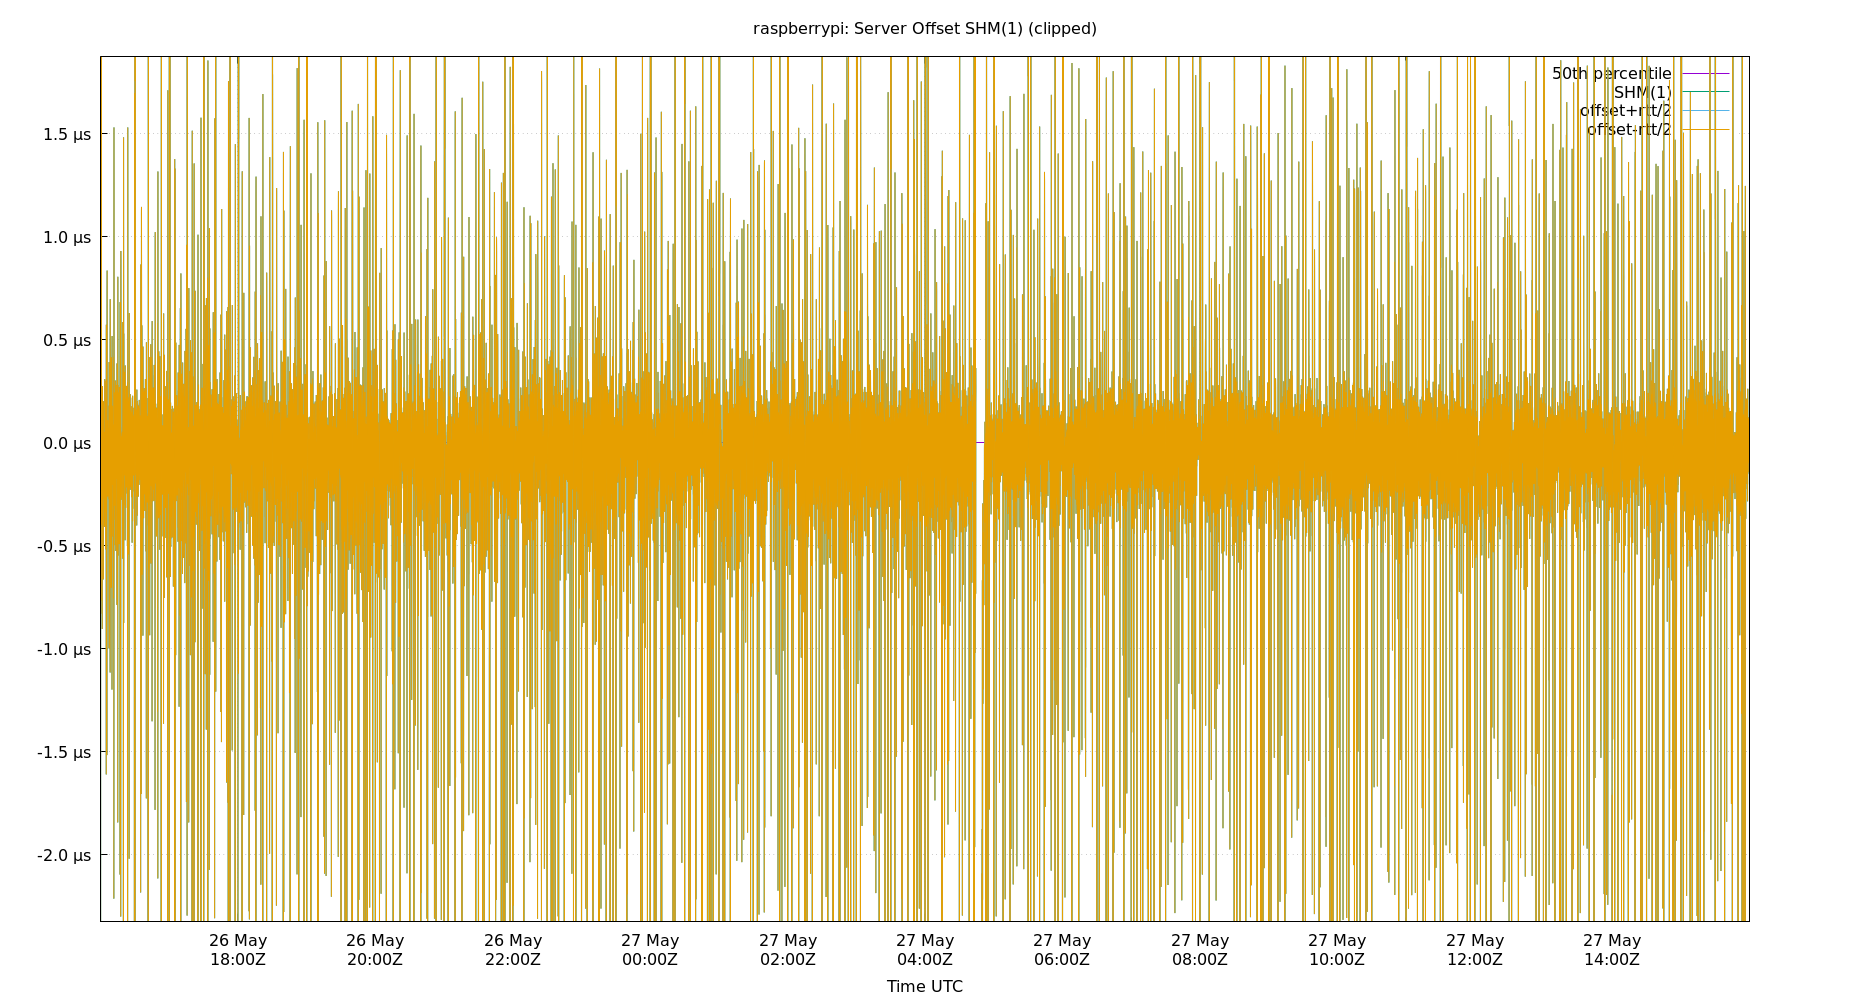 raspberrypi: Server Offset SHM(1) (clipped)
50th percentile
SHM(1)
offset+rtt/2
offset-rtt/2
1.5 µs
1.0 µs
0.5 µs
0.0 µs
-0.5 µs
-1.0 µs
-1.5 µs
-2.0 µs
26 May 26 May 26 May 27 May 27 May 27 May 27 May 27 May 27 May 27 May 27 May
18:00Z 20:00Z 22:00Z 00:00Z 02:00Z 04:00Z 06:00Z 08:00Z 10:00Z 12:00Z 14:00Z
Time UTC